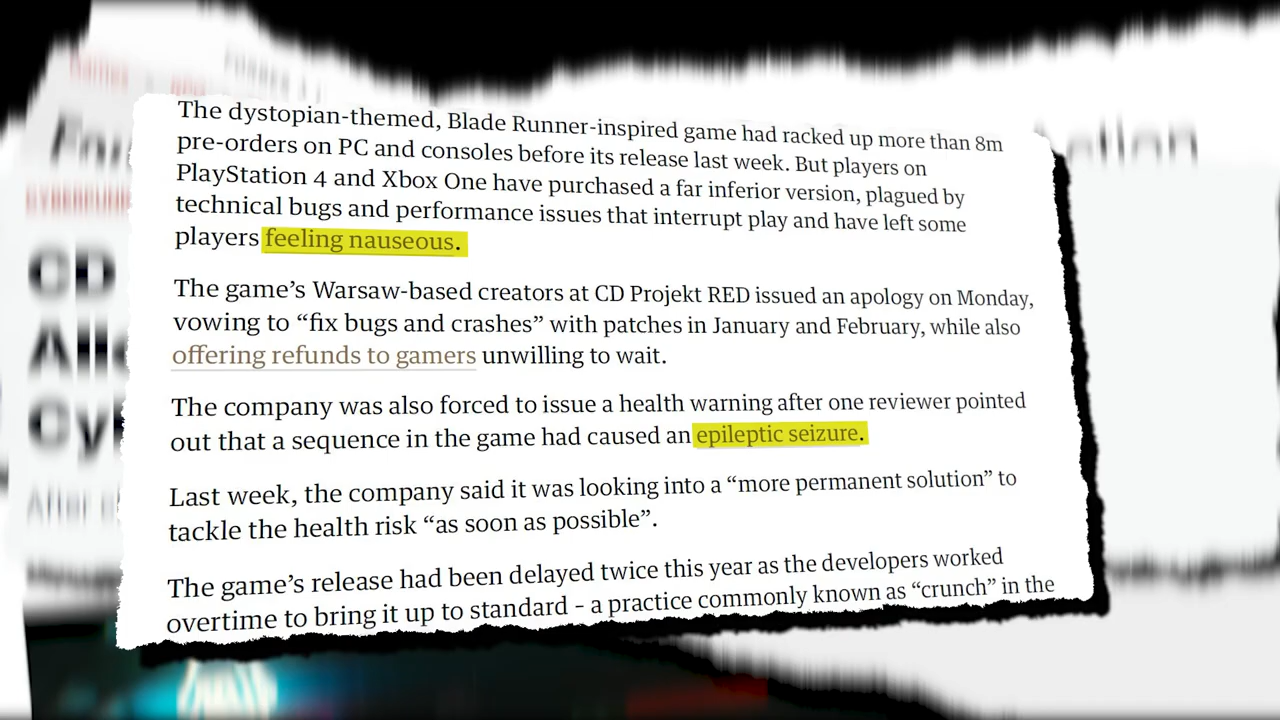 The dystopian-themed, Blade Runner-inspired game had racked up more than 8m
pre-orders on PC and consoles before its release last week. But players on
PlayStation 4 and Xbox One have purchased a far inferior version, plagued by
technical bugs and performance issues that interrupt play and have left some
players feeling nauseous.
The game’s Warsaw-based creators at CD Projekt RED issued an apology on Monday,
vowing to “fix bugs and crashes” with patches in January and February, while also
offering refunds to gamers unwilling to wait.
The company was also forced to issue a health warning after one reviewer pointed
out that a sequence in the game had caused an epileptic seizure.
Last week, the company said it was looking into a “more permanent solution” to
tackle the health risk “as soon as possible”.
The game’s release had been delayed twice this year as the developers worked
overtime to bring it up to standard – a practice commonly known as “crunch” in the
CD